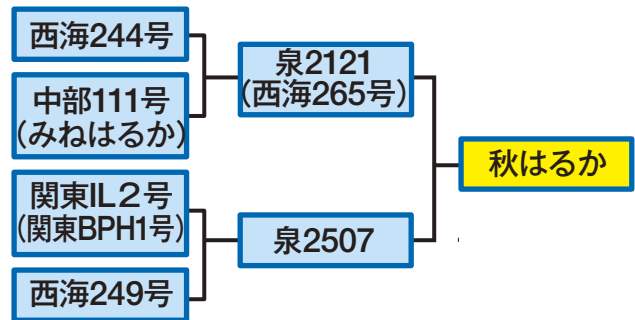 西海244号
中部111号
(みねはるか)
関東IL2号
(関東BPH1号)
西海249号
泉2121
(西海265号)
泉2507
秋はるか